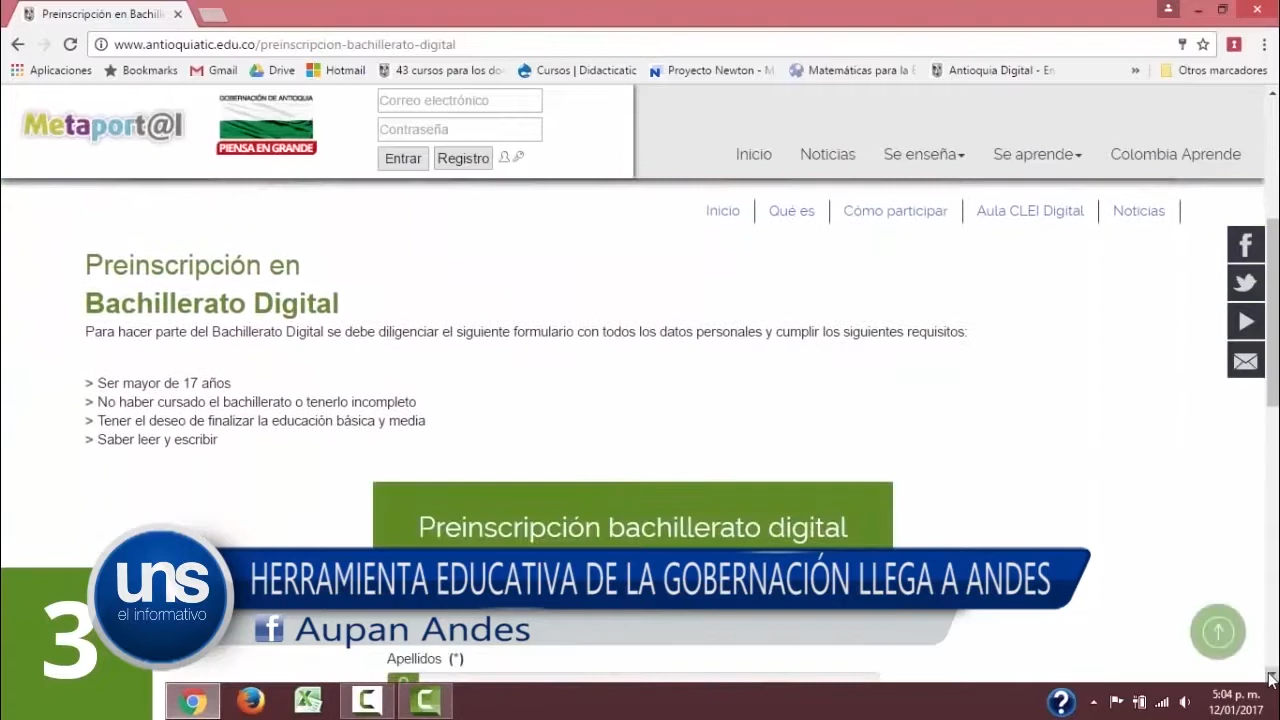 Preinscripción en Bachill
www.antioquiatic.edu.co/preinscripcion-bachillerato-digital
Aplicaciones Bookmarks Gmail Drive Hotmail 43 cursos para los do Cursos | Didacticatic Proyecto Newton - M Matemáticas para la E Antioquia Digital - En » Otros marcadores
Metaport@l
GOBERNACIÓN DE ANTIOQUIA
PIENSA EN GRANDE
Correo electrónico
Contraseña
Entrar Registro
Inicio Noticias Se enseña Se aprende Colombia Aprende
Inicio Qué es Cómo participar Aula CLEI Digital Noticias
Preinscripción en
Bachillerato Digital
Para hacer parte del Bachillerato Digital se debe diligenciar el siguiente formulario con todos los datos personales y cumplir los siguientes requisitos:
> Ser mayor de 17 años
> No haber cursado el bachillerato o tenerlo incompleto
> Tener el deseo de finalizar la educación básica y media
> Saber leer y escribir
Preinscripción bachillerato digital
3
uns
el informativo
HERRAMIENTA EDUCATIVA DE LA GOBERNACIÓN LLEGA A ANDES
Aupan Andes
Apellidos (*)
5:04 p. m.
12/01/2017